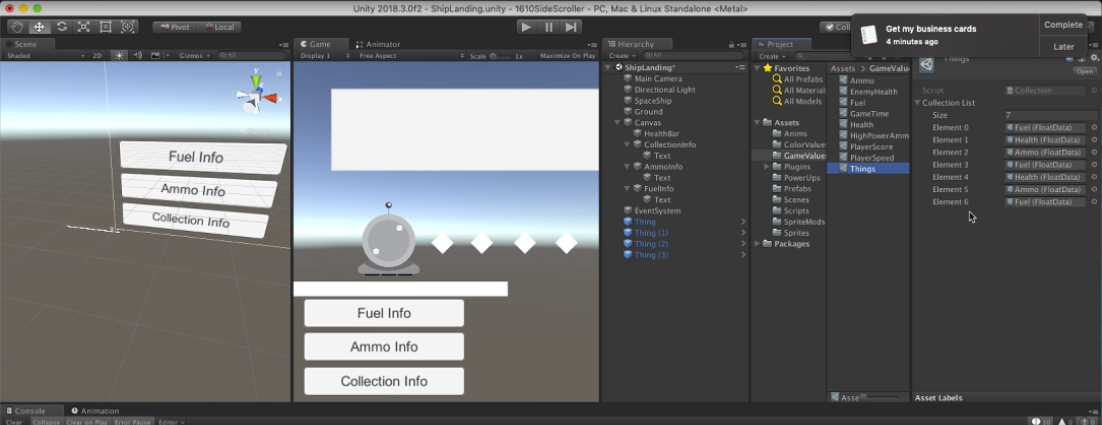 Unity 2018.3.0f2 - ShipLanding.unity - 1610SideScroller - PC, Mac & Linux Standalone <Metal>
Pivot Local
Get my business cards
4 minutes ago
Complete
Later
Scene
Shaded 2D Gizmos
Fuel Info
Ammo Info
Collection Info
Game Animator
Display 1 Free Aspect Scale 1x Maximize On Play
Fuel Info
Ammo Info
Collection Info
Hierarchy
Create
ShipLanding*
Main Camera
Directional Light
SpaceShip
Ground
Canvas
HealthBar
CollectionInfo
Text
AmmoInfo
Text
FuelInfo
Text
EventSystem
Thing
Thing (1)
Thing (2)
Thing (3)
Project
Create
Favorites
All Prefabs
All Material
All Models
Assets
Anims
ColorValue
GameValue
Plugins
PowerUps
Prefabs
Scenes
Scripts
SpriteMods
Sprites
Packages
Assets GameValu
Ammo
EnemyHealth
Fuel
GameTime
Health
HighPowerAmm
PlayerScore
PlayerSpeed
Things
Asse
Things
Open
Script Collection
Collection List
Size 7
Element 0 Fuel (FloatData)
Element 1 Health (FloatData)
Element 2 Ammo (FloatData)
Element 3 Fuel (FloatData)
Element 4 Health (FloatData)
Element 5 Ammo (FloatData)
Element 6 Fuel (FloatData)
Asset Labels
Console Animation
Clear Collapse Clear on Play Error Pause Editor